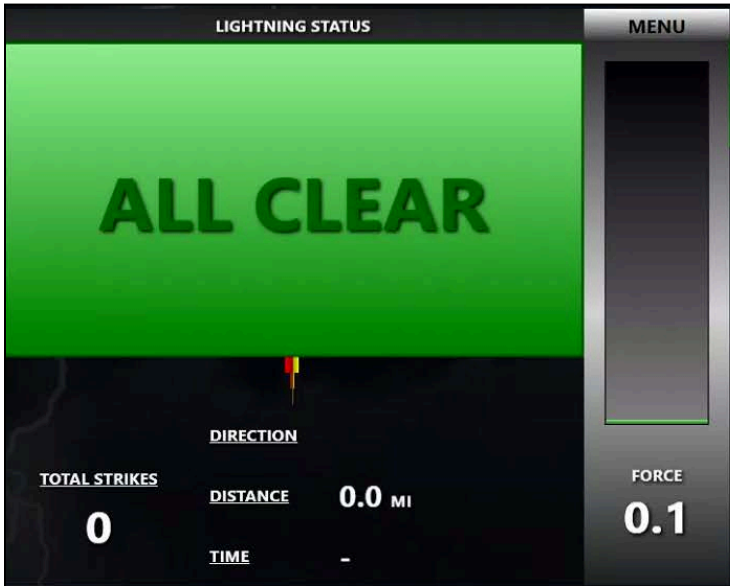 LIGHTNING STATUS
MENU
ALL CLEAR
DIRECTION
TOTAL STRIKES
0
DISTANCE 0.0 MI
TIME -
FORCE
0.1